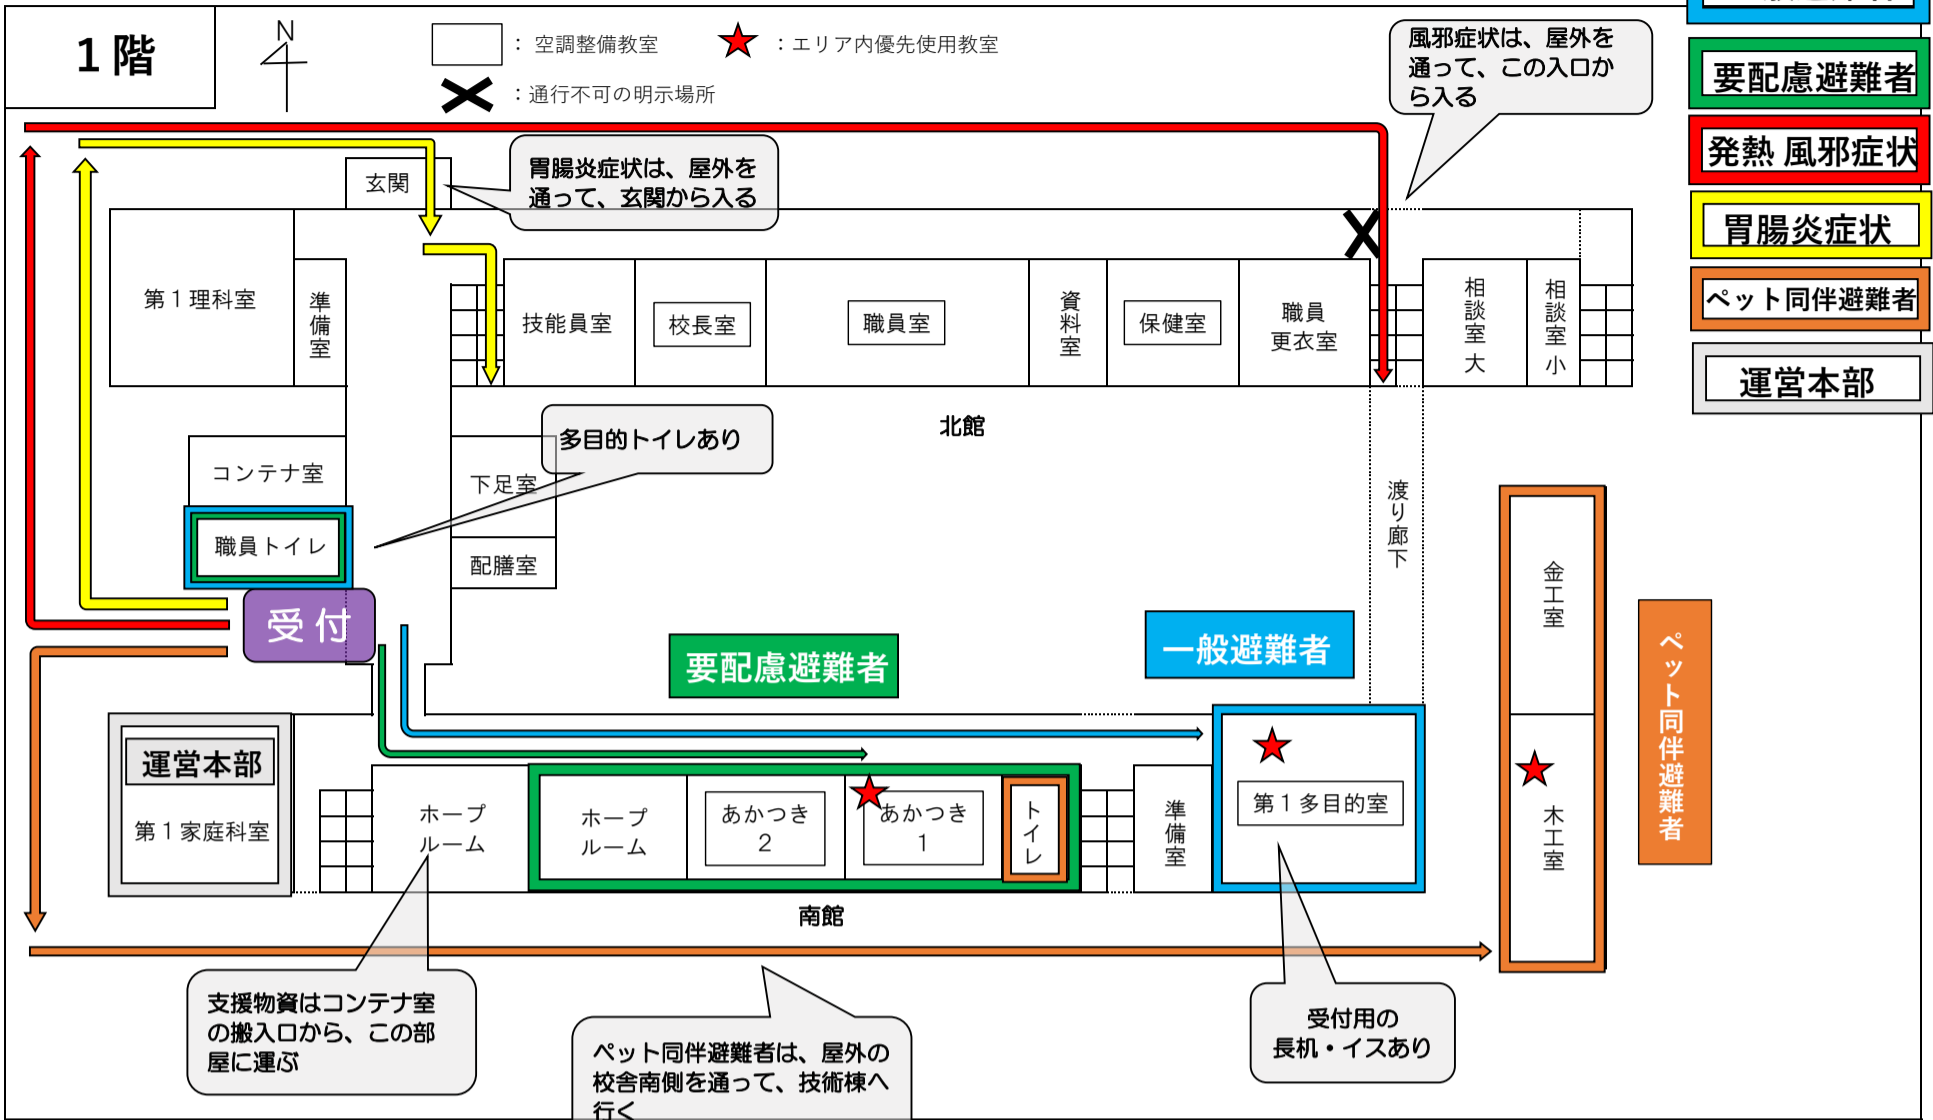 1階
N
：空調整備教室
：エリア内優先使用教室
：通行不可の明示場所
風邪症状は、屋外を
通って、この入口か
ら入る
要配慮避難者
発熱 風邪症状
胃腸炎症状
ペット同伴避難者
運営本部
玄関
胃腸炎症状は、屋外を
通って、玄関から入る
第１理科室
準備室
技能員室
校長室
職員室
資料室
保健室
職員
更衣室
相談室 大
相談室 小
北館
多目的トイレあり
コンテナ室
下足室
職員トイレ
配膳室
渡り廊下
受付
要配慮避難者
一般避難者
金工室
木工室
ペット同伴避難者
運営本部
第１家庭科室
ホープ
ルーム
ホープ
ルーム
あかつき
２
あかつき
１
トイレ
準備室
第１多目的室
南館
支援物資はコンテナ室
の搬入口から、この部
屋に運ぶ
ペット同伴避難者は、屋外の
校舎南側を通って、技術棟へ
行く
受付用の
長机・イスあり